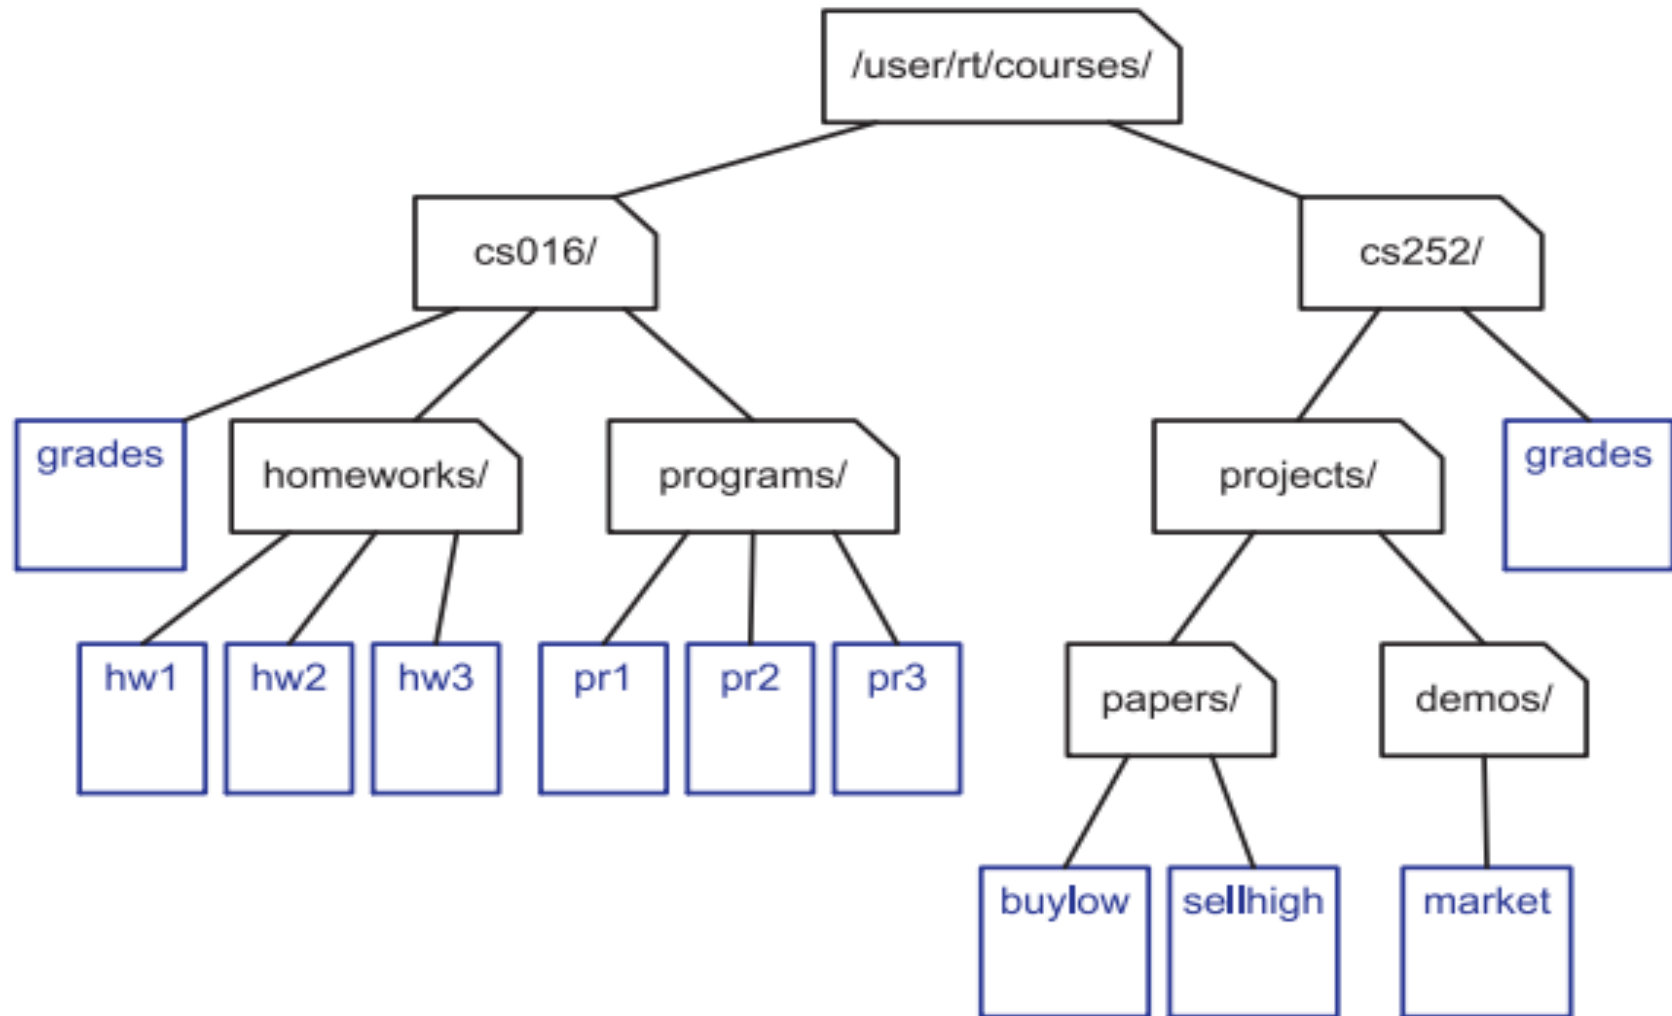 /user/rt/courses/
cs016/
cs252/
grades
homeworks/
programs/
projects/
grades
hw1
hw2
hw3
pr1
pr2
pr3
papers/
demos/
buylow
sellhigh
market